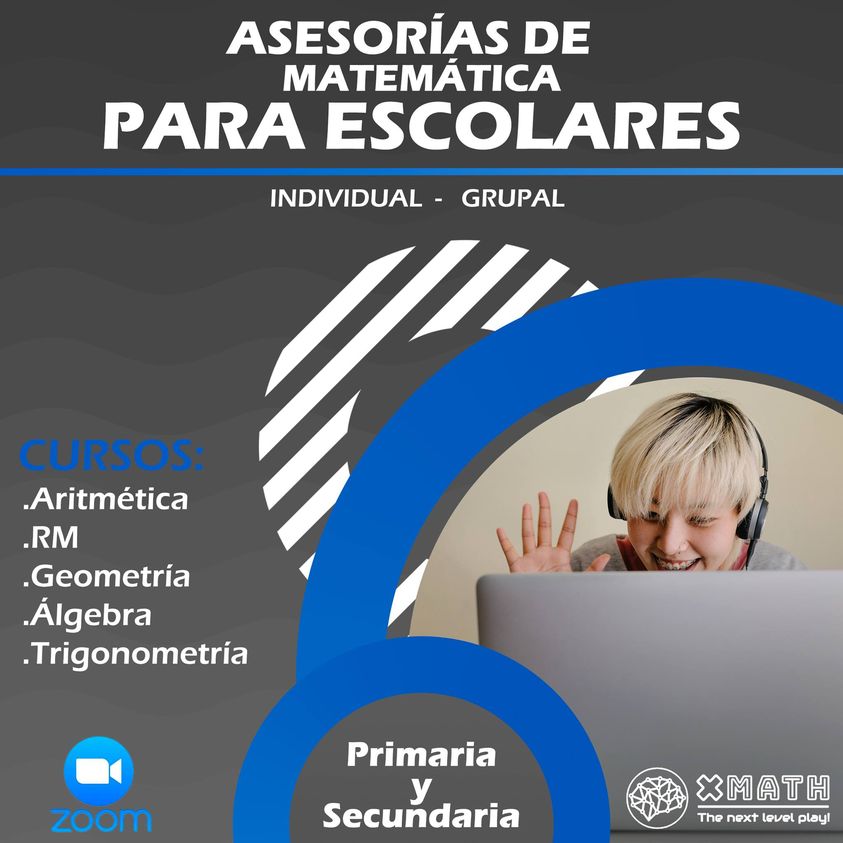 ASESORÍAS DE
MATEMÁTICA
PARA ESCOLARES
INDIVIDUAL - GRUPAL
CURSOS:
.Aritmética
.RM
.Geometría
.Álgebra
.Trigonometría
zoom
Primaria
y
Secundaria
XMATH
The next level play!